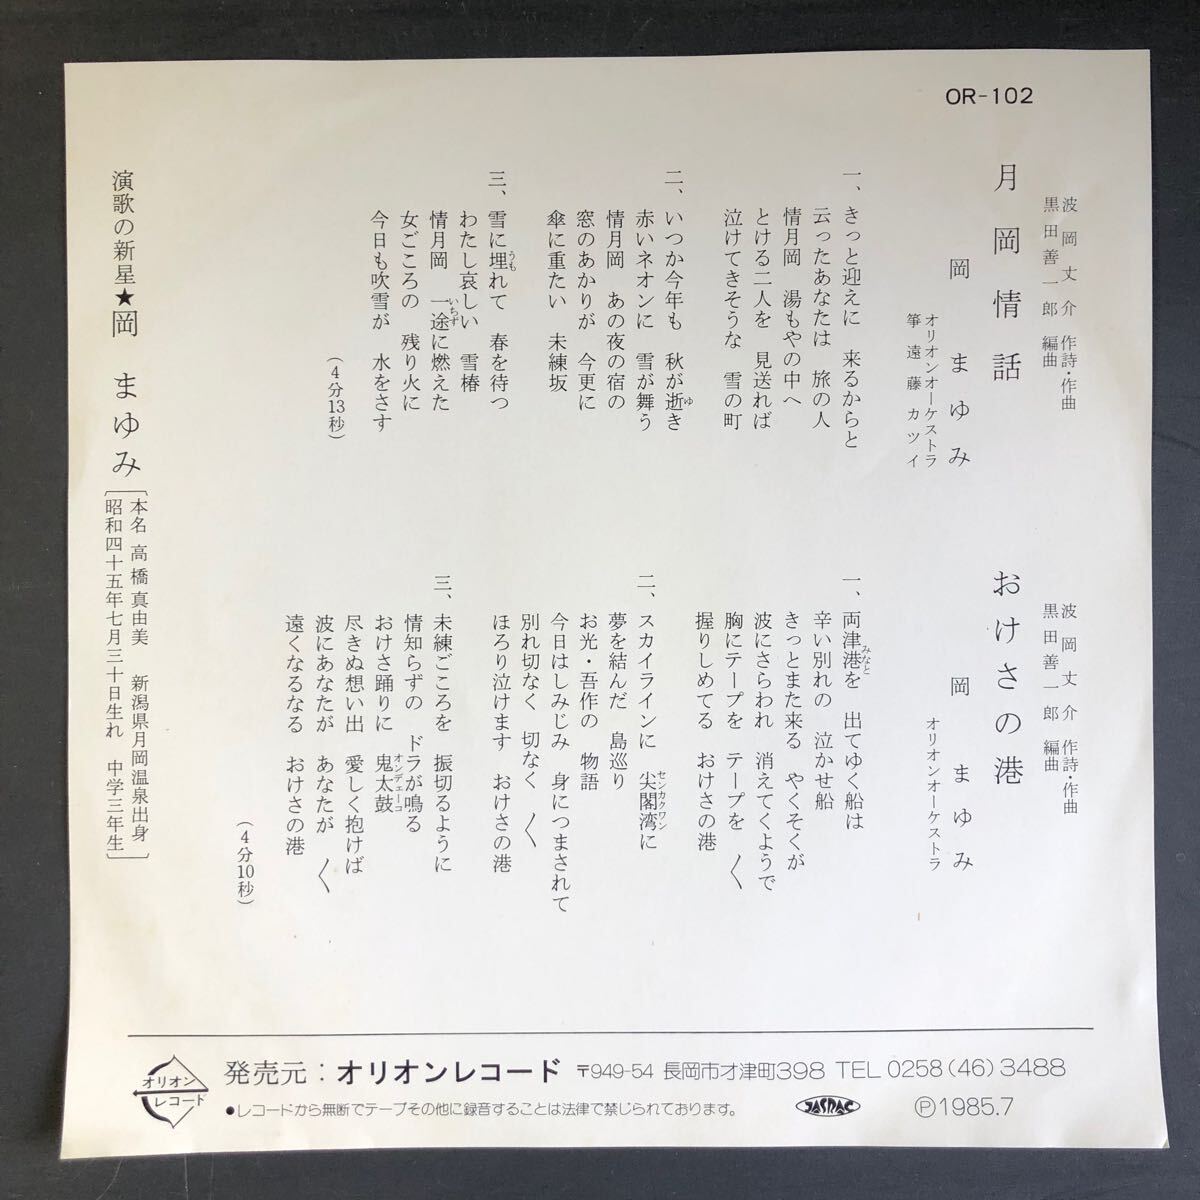 OR-102
波岡丈介 作詩・作曲
黒田善一郎 編曲
月岡情話
岡まゆみ
オリオンオーケストラ
箏 遠藤カツイ
一、きっと迎えに 来るからと
云ったあなたは 旅の人
情月岡 湯もやの中へ
とける二人を 見送れば
泣けてきそうな 雪の町
二、いつか今年も 秋が逝き
ゆ
赤いネオンに 雪が舞う
情月岡 あの夜の宿の
窓のあかりが 今更に
傘に重たい 未練坂
三、雪に埋れて 春を待つ
うも
わたし哀しい 雪椿
情月岡 一途に燃えた
いちず
女ごころの 残り火に
今日も吹雪が 水をさす
(4分13秒)
波岡丈介 作詩・作曲
黒田善一郎 編曲
おけさの港
岡まゆみ
オリオンオーケストラ
一、両津港を 出てゆく船は
みなと
辛い別れの 泣かせ船
きっとまた来る やくそくが
波にさらわれ 消えてくようで
胸にテープを テープを 〱
握りしめてる おけさの港
二、スカイラインに 尖閣湾に
センカクワン
夢を結んだ 島巡り
お光・吾作の 物語
今日はしみじみ 身につまされて
別れ切なく 切なく 〱
ほろり泣けます おけさの港
三、未練ごころを 振切るように
情知らずの ドラが鳴る
おけさ踊りに 鬼太鼓
オンデェーコ
尽きぬ想い出 愛しく抱けば
波にあなたが あなたが 〱
遠くなるなる おけさの港
(4分10秒)
演歌の新星★岡 まゆみ
本名 高橋真由美 新潟県月岡温泉出身
昭和四十五年七月三十日生れ 中学三年生
オリオン
レコード
発売元:オリオンレコード 〒949-54 長岡市才津町398 TEL 0258(46)3488
●レコードから無断でテープその他に録音することは法律で禁じられております。 JASRAC Ⓟ1985.7